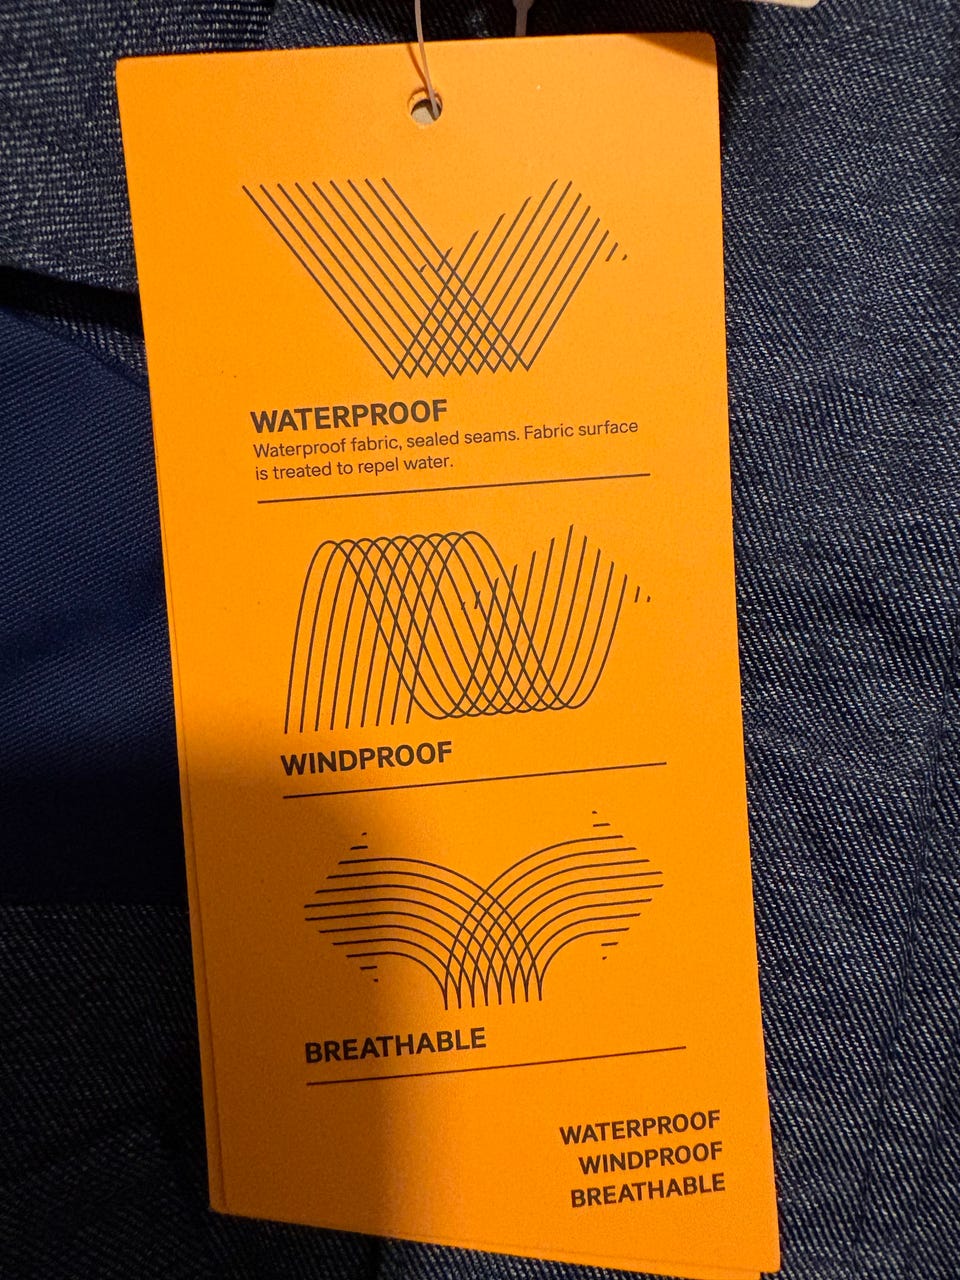 WATERPROOF
Waterproof fabric, sealed seams. Fabric surface
is treated to repel water.
WINDPROOF
BREATHABLE
WATERPROOF
WINDPROOF
BREATHABLE